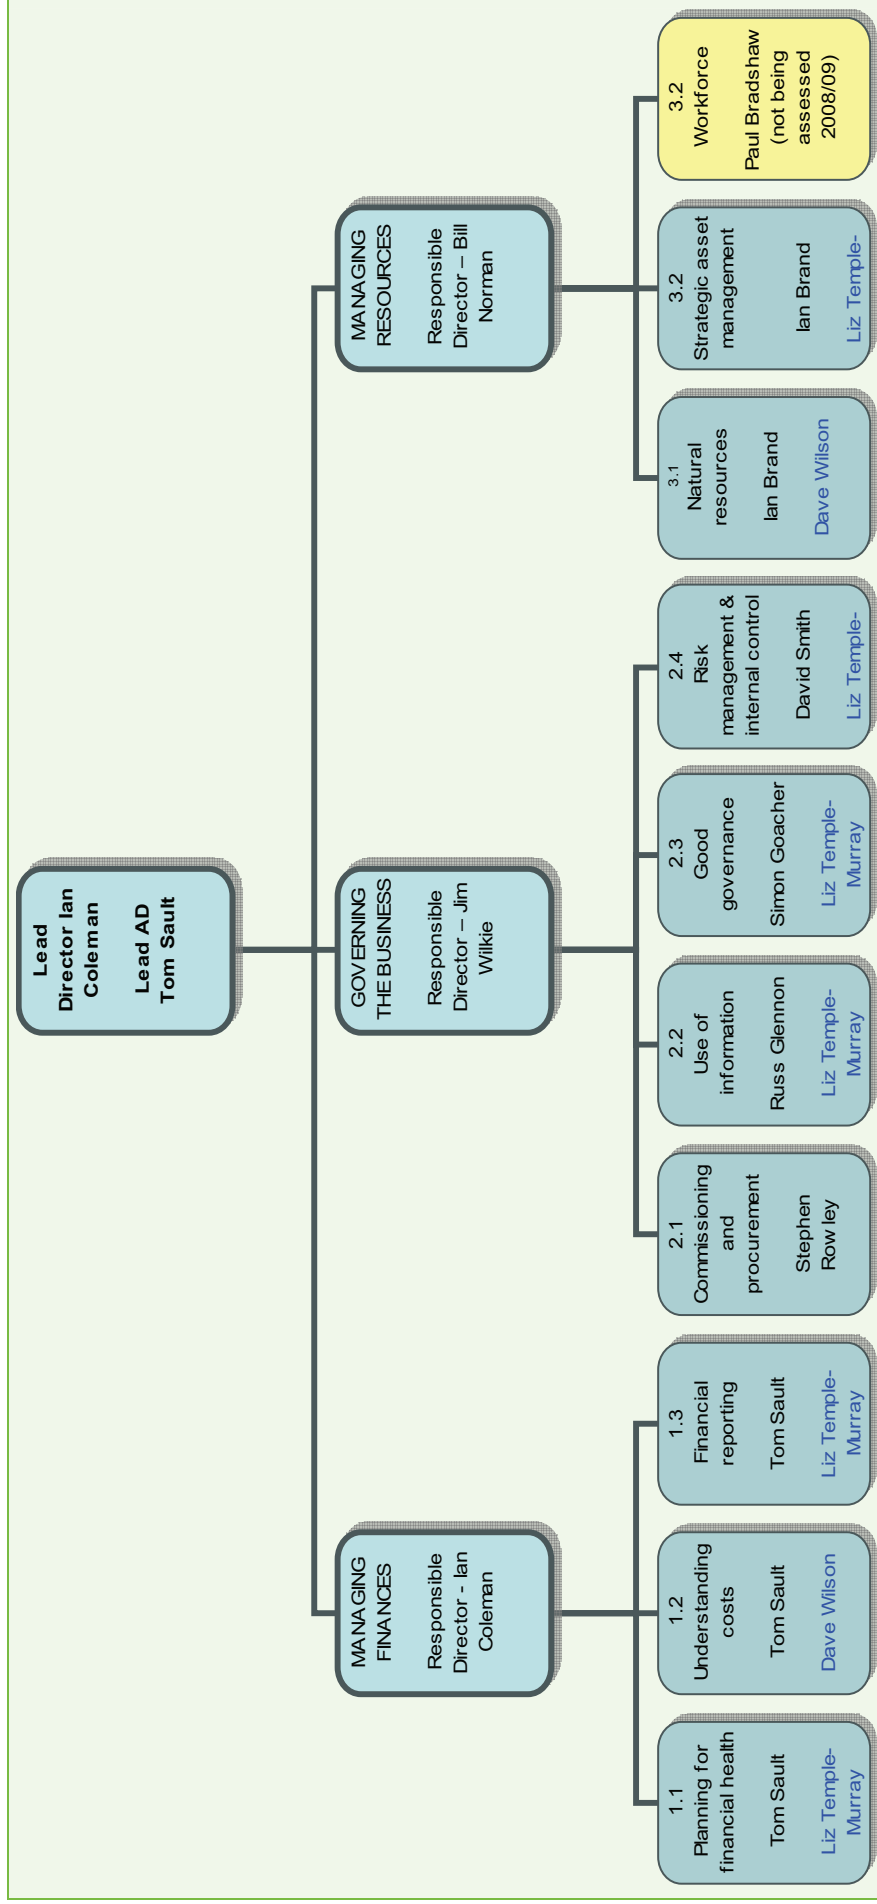 Lead
Director Ian
Coleman
Lead AD
Tom Sault
MANAGING
FINANCES
Responsible
Director - Ian
Coleman
GOVERNING
THE BUSINESS
Responsible
Director – Jim
Wilkie
MANAGING
RESOURCES
Responsible
Director – Bill
Norman
1.1
Planning for
financial health
Tom Sault
Liz Temple-
Murray
1.2
Understanding
costs
Tom Sault
Dave Wilson
1.3
Financial
reporting
Tom Sault
Liz Temple-
Murray
2.1
Commissioning
and
procurement
Stephen
Rowley
2.2
Use of
information
Russ Glennon
Liz Temple-
Murray
2.3
Good
governance
Simon Goacher
Liz Temple-
Murray
2.4
Risk
management &
internal control
David Smith
Liz Temple-
3.1
Natural
resources
Ian Brand
Dave Wilson
3.2
Strategic asset
management
Ian Brand
Liz Temple-
3.2
Workforce
Paul Bradshaw
(not being
assessed
2008/09)